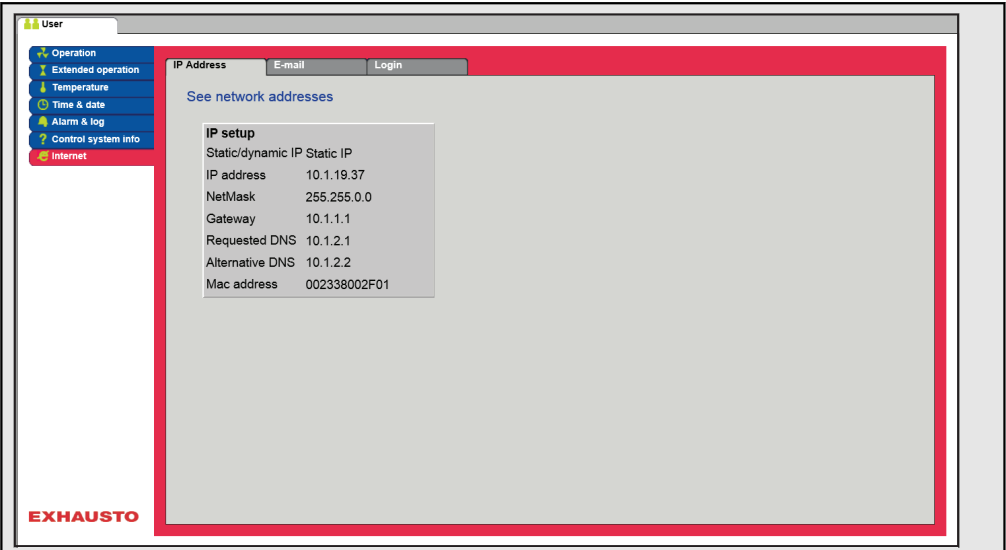 User
Operation
Extended operation
Temperature
Time & date
Alarm & log
Control system info
Internet
IP Address E-mail Login
See network addresses
IP setup
Static/dynamic IP Static IP
IP address 10.1.19.37
NetMask 255.255.0.0
Gateway 10.1.1.1
Requested DNS 10.1.2.1
Alternative DNS 10.1.2.2
Mac address 002338002F01
EXHAUSTO